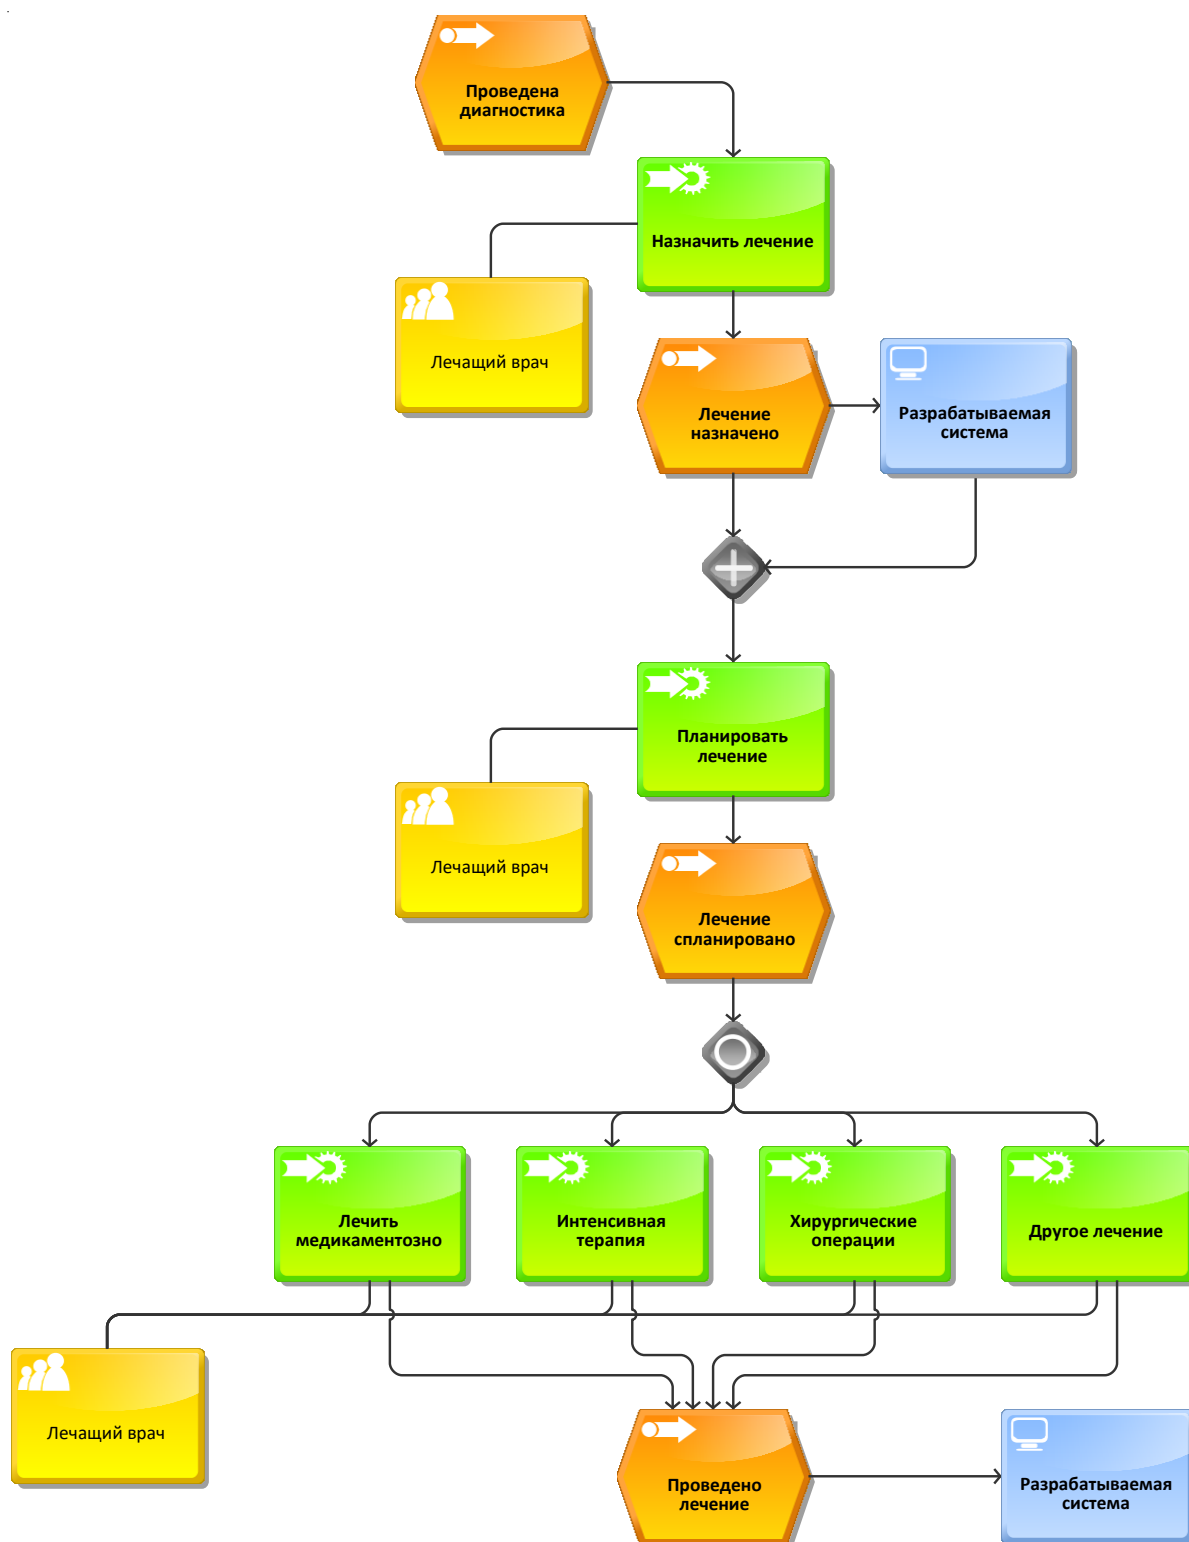 Проведена
диагностика
Назначить лечение
Лечащий врач
Лечение
назначено
Разрабатываемая
система
Планировать
лечение
Лечащий врач
Лечение
спланировано
Лечить
медикаментозно
Интенсивная
терапия
Хирургические
операции
Другое лечение
Лечащий врач
Проведено
лечение
Разрабатываемая
система